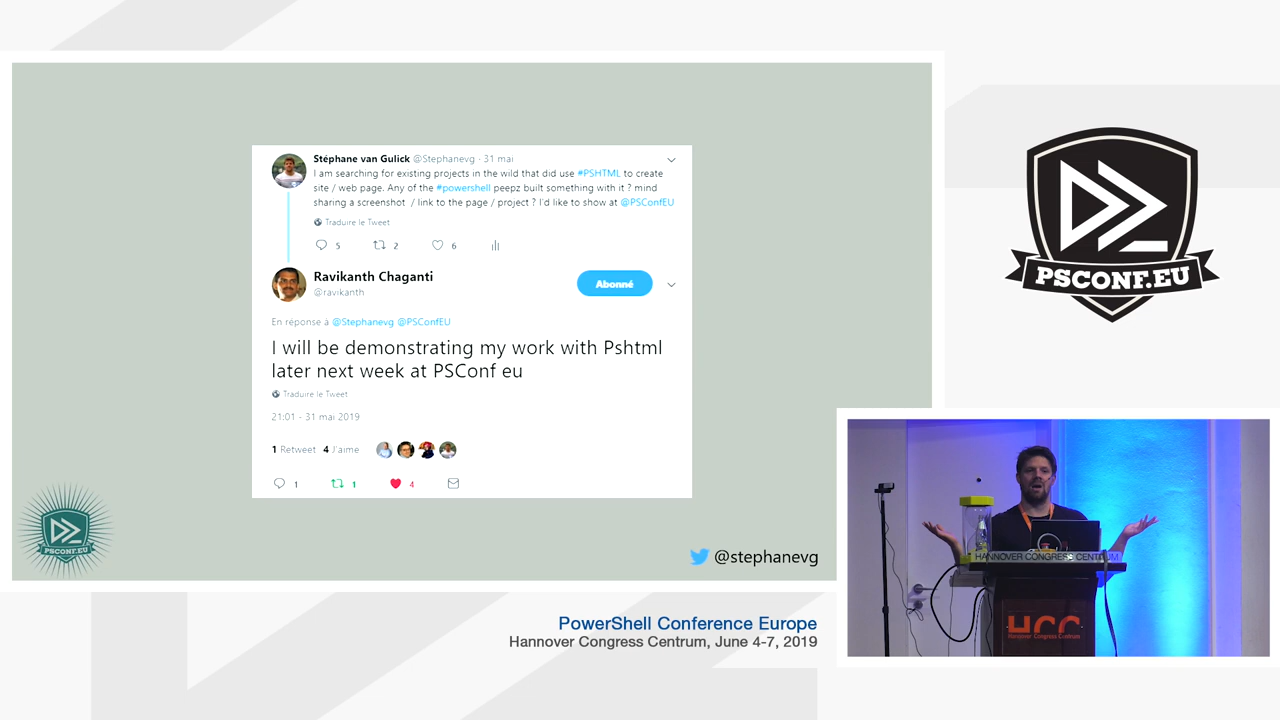 Stéphane van Gulick @Stephanevg · 31 mai
I am searching for existing projects in the wild that did use #PSHTML to create
site / web page. Any of the #powershell peepz built something with it ? mind
sharing a screenshot / link to the page / project ? I'd like to show at @PSConfEU
Traduire le Tweet
5 2 6
Ravikanth Chaganti
@ravikanth
Abonné
En réponse à @Stephanevg @PSConfEU
I will be demonstrating my work with Pshtml
later next week at PSConf eu
Traduire le Tweet
21:01 - 31 mai 2019
1 Retweet 4 J'aime
1 1 4
PSCONF.EU
@stephanevg
PSCONF.EU
HANNOVER CONGRESS CENTRUM
HCC
Hannover Congress Centrum
PowerShell Conference Europe
Hannover Congress Centrum, June 4-7, 2019